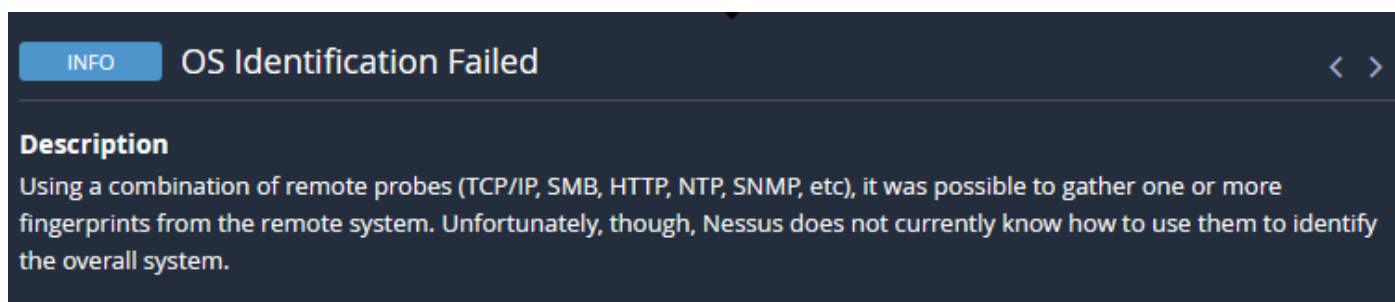 INFO OS Identification Failed
Description
Using a combination of remote probes (TCP/IP, SMB, HTTP, NTP, SNMP, etc), it was possible to gather one or more
fingerprints from the remote system. Unfortunately, though, Nessus does not currently know how to use them to identify
the overall system.